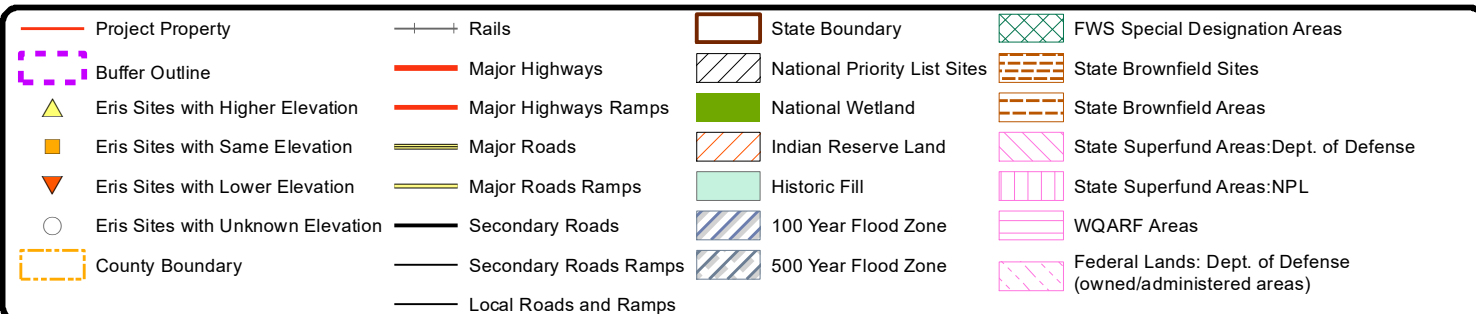 Project Property
Buffer Outline
Eris Sites with Higher Elevation
Eris Sites with Same Elevation
Eris Sites with Lower Elevation
Eris Sites with Unknown Elevation
County Boundary
Rails
Major Highways
Major Highways Ramps
Major Roads
Major Roads Ramps
Secondary Roads
Secondary Roads Ramps
Local Roads and Ramps
State Boundary
National Priority List Sites
National Wetland
Indian Reserve Land
Historic Fill
100 Year Flood Zone
500 Year Flood Zone
FWS Special Designation Areas
State Brownfield Sites
State Brownfield Areas
State Superfund Areas:Dept. of Defense
State Superfund Areas:NPL
WQARF Areas
Federal Lands: Dept. of Defense
(owned/administered areas)